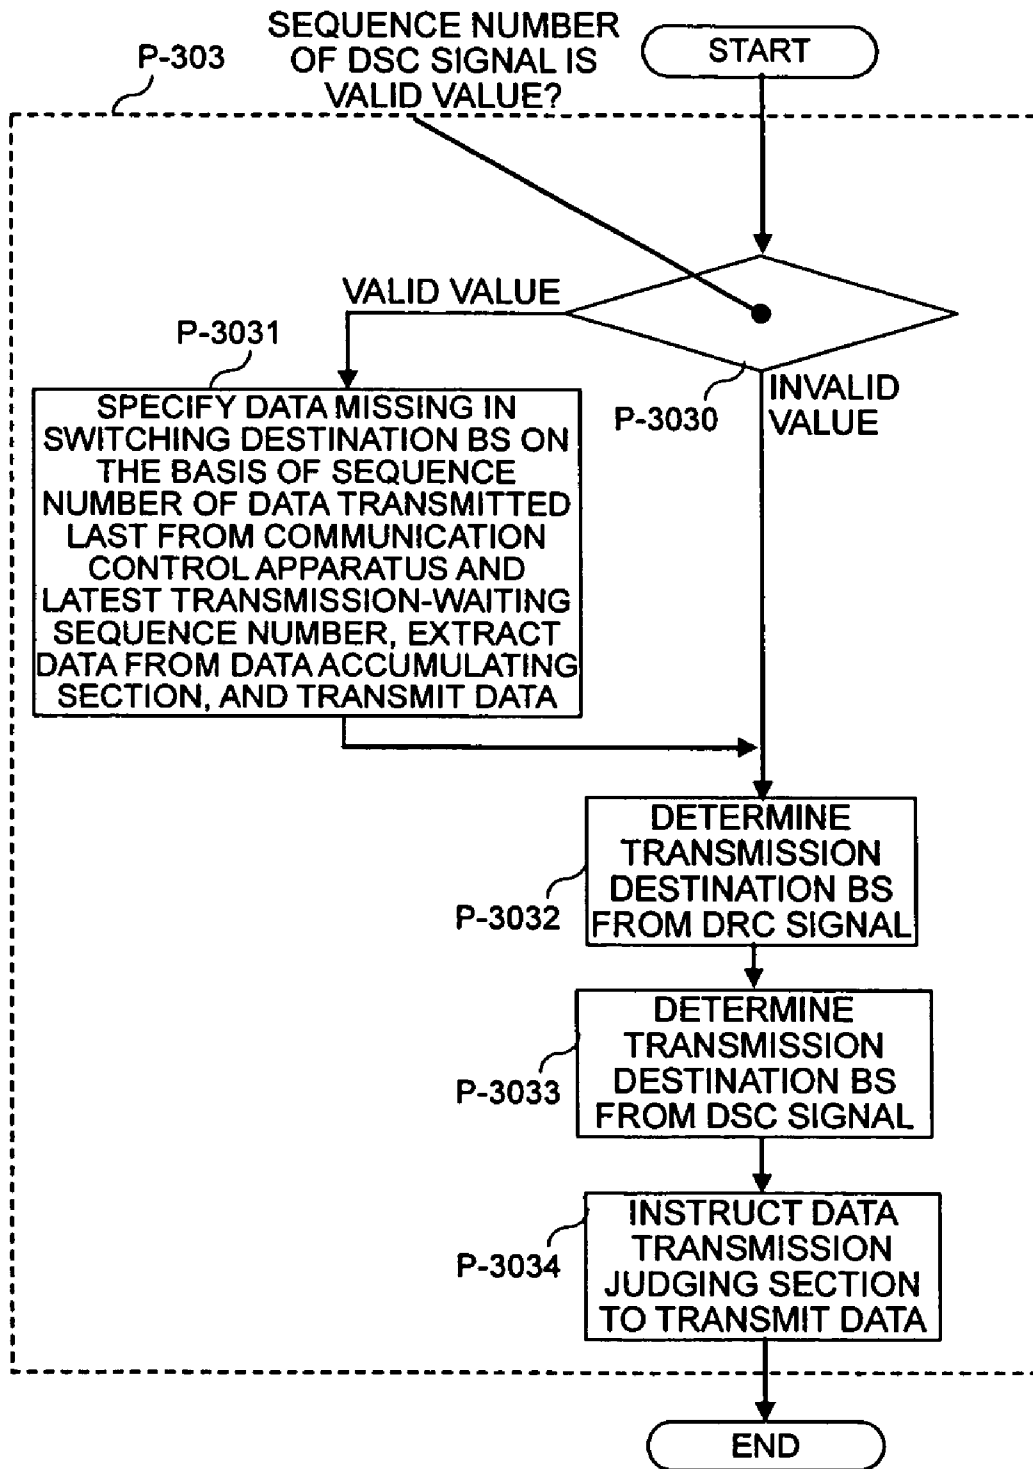 SEQUENCE NUMBER
OF DSC SIGNAL IS
VALID VALUE?
START
P-303
VALID VALUE
P-3031
P-3030
INVALID
VALUE
SPECIFY DATA MISSING IN
SWITCHING DESTINATION BS ON
THE BASIS OF SEQUENCE
NUMBER OF DATA TRANSMITTED
LAST FROM COMMUNICATION
CONTROL APPARATUS AND
LATEST TRANSMISSION-WAITING
SEQUENCE NUMBER, EXTRACT
DATA FROM DATA ACCUMULATING
SECTION, AND TRANSMIT DATA
DETERMINE
TRANSMISSION
DESTINATION BS
FROM DRC SIGNAL
P-3032
DETERMINE
TRANSMISSION
DESTINATION BS
FROM DSC SIGNAL
P-3033
INSTRUCT DATA
TRANSMISSION
JUDGING SECTION
TO TRANSMIT DATA
P-3034
END